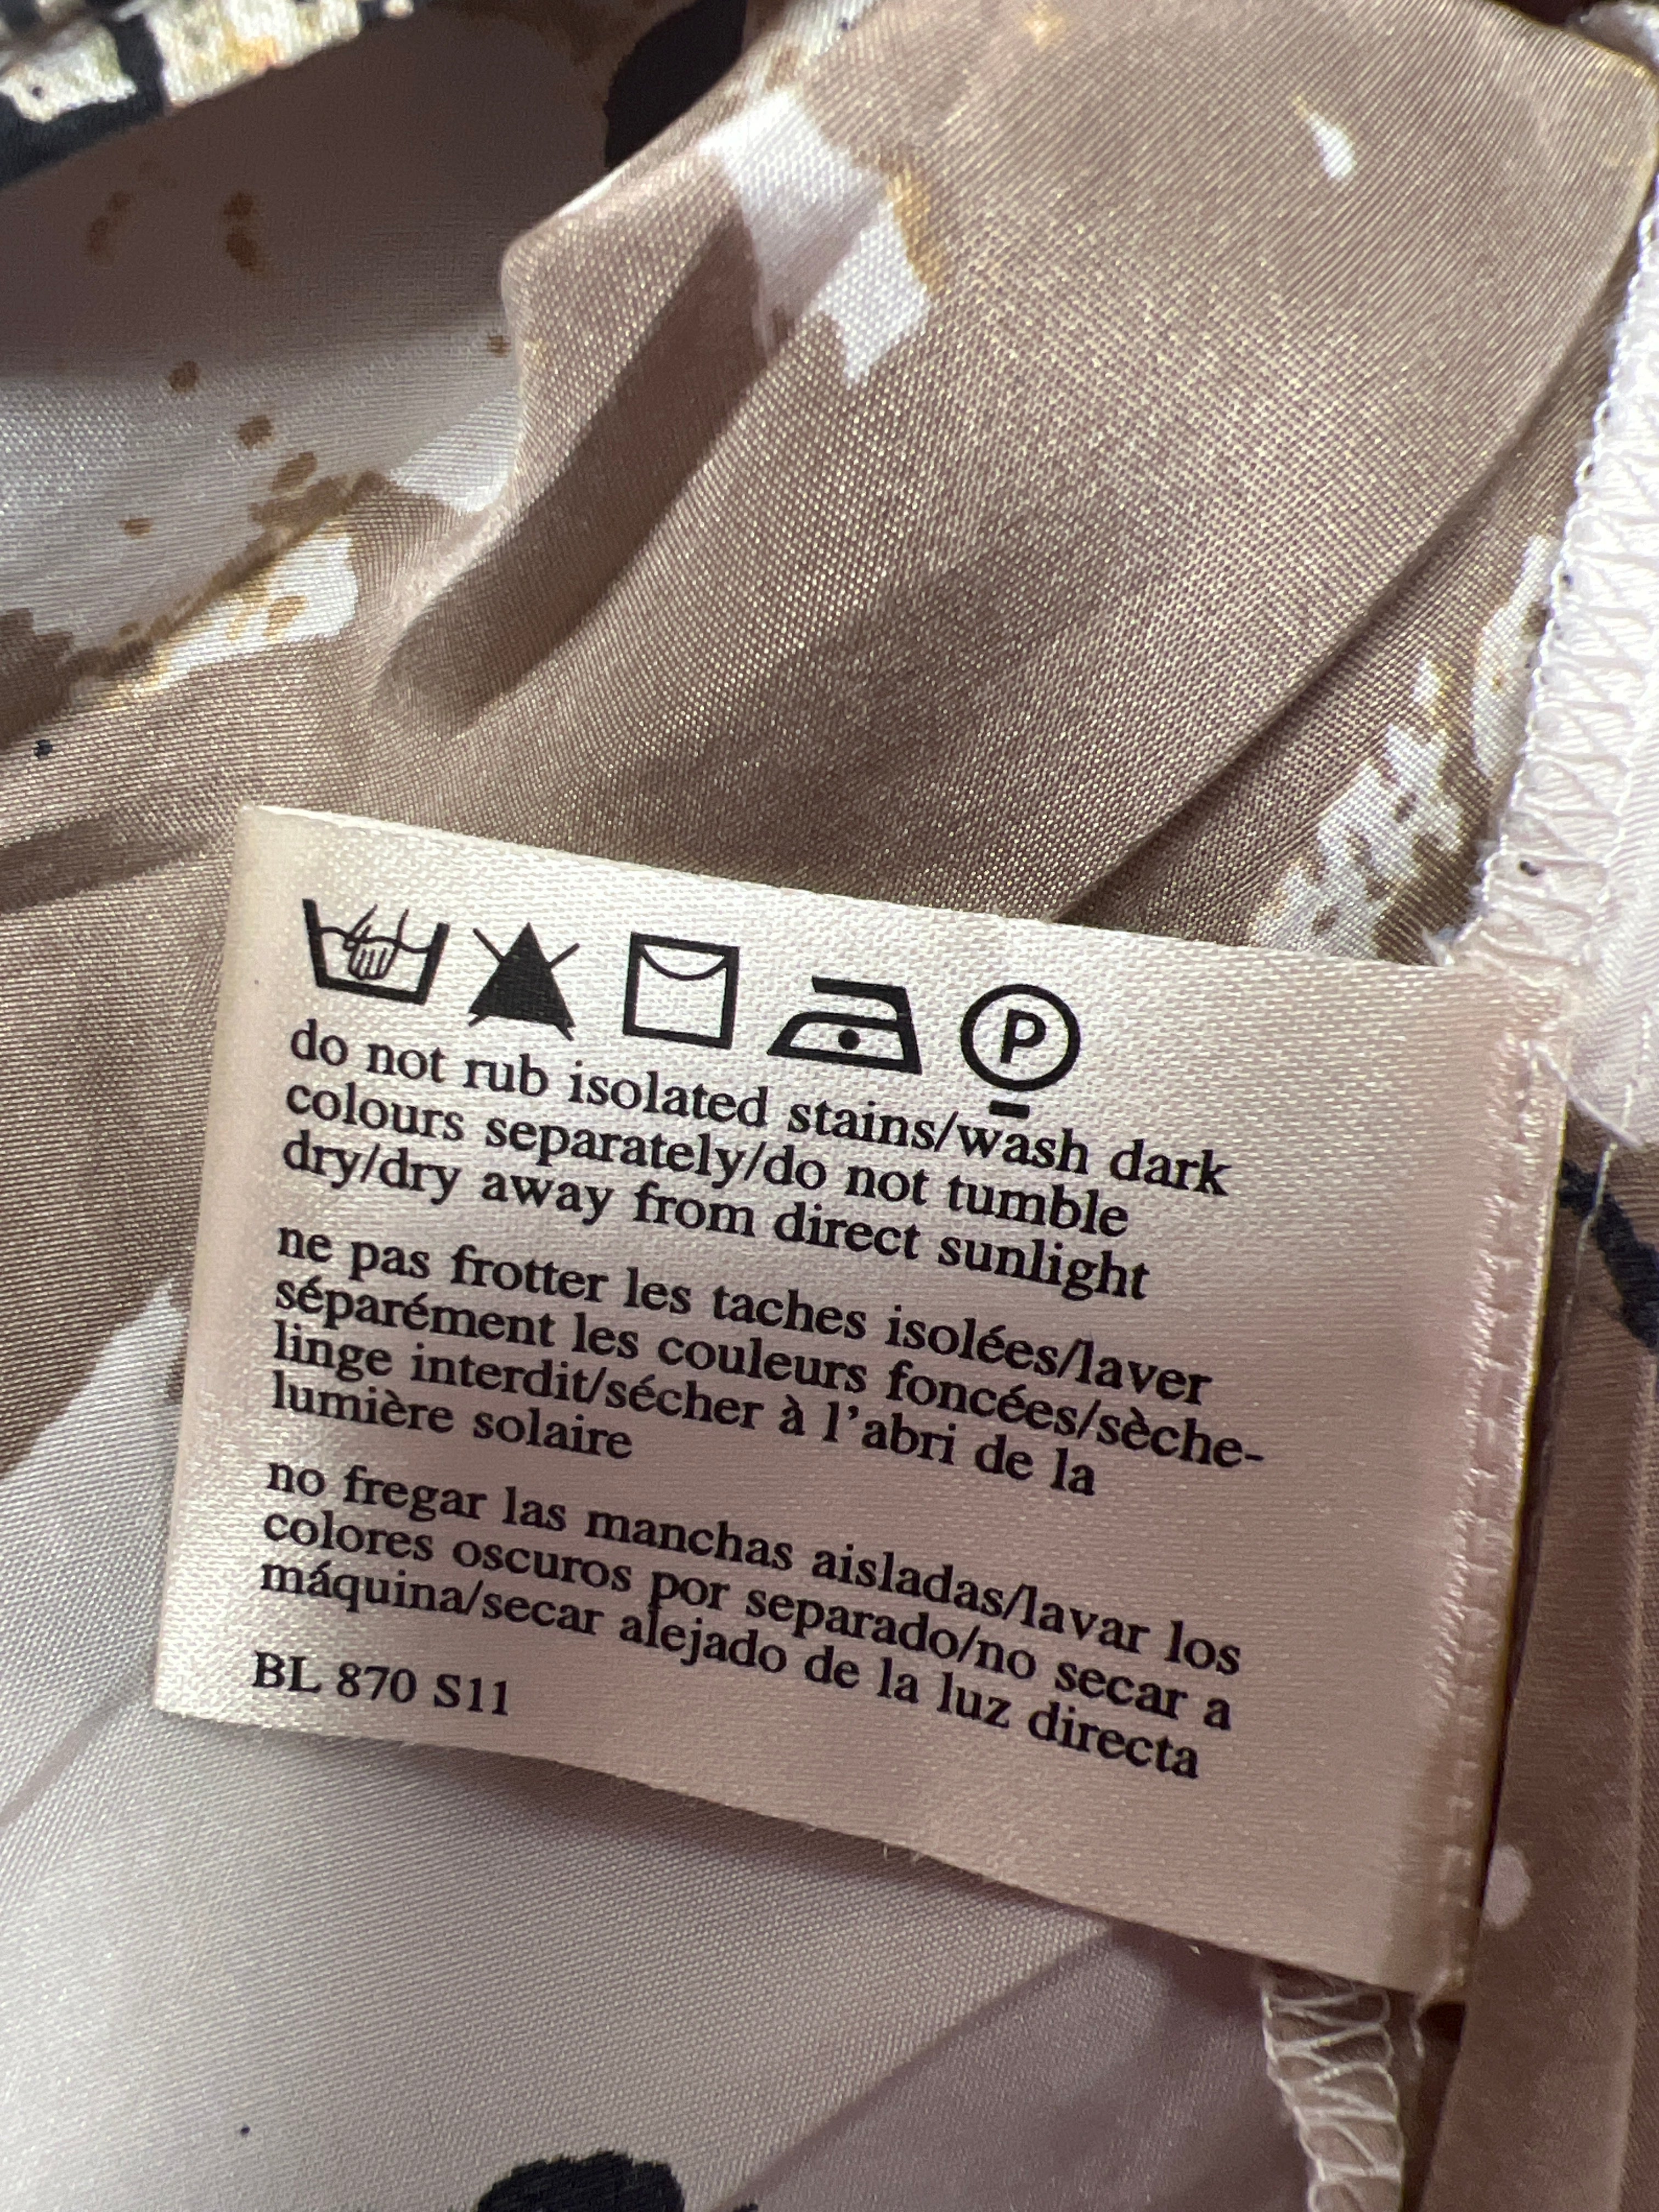 P
do not rub isolated stains/wash dark
colours separately/do not tumble
dry/dry away from direct sunlight
ne pas frotter les taches isolées/laver
séparément les couleurs foncées/sèche-
linge interdit/sécher à l'abri de la
lumière solaire
no fregar las manchas aisladas/lavar los
colores oscuros por separado/no secar a
máquina/secar alejado de la luz directa
BL 870 S11